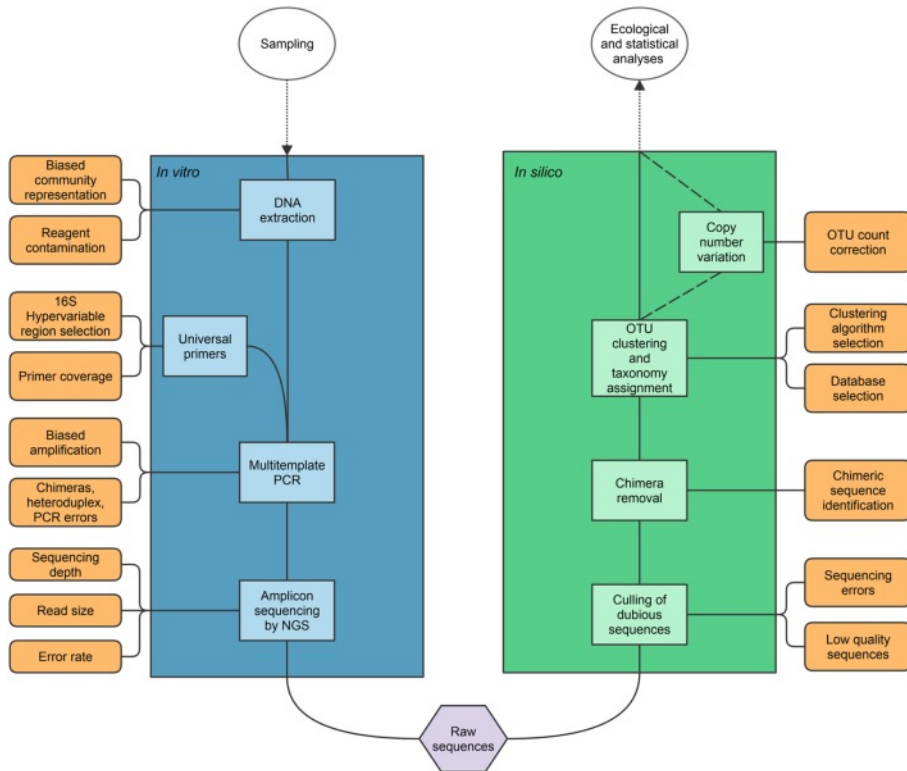 Sampling
In vitro
Biased
community
representation
Reagent
contamination
DNA
extraction
16S
Hypervariable
region selection
Primer coverage
Universal
primers
Biased
amplification
Chimeras,
heteroduplex,
PCR errors
Multitemplate
PCR
Sequencing
depth
Read size
Error rate
Amplicon
sequencing
by NGS
Raw
sequences
Ecological
and statistical
analyses
In silico
Copy
number
variation
OTU count
correction
OTU
clustering
and
taxonomy
assignment
Clustering
algorithm
selection
Database
selection
Chimera
removal
Chimeric
sequence
identification
Culling of
dubious
sequences
Sequencing
errors
Low quality
sequences